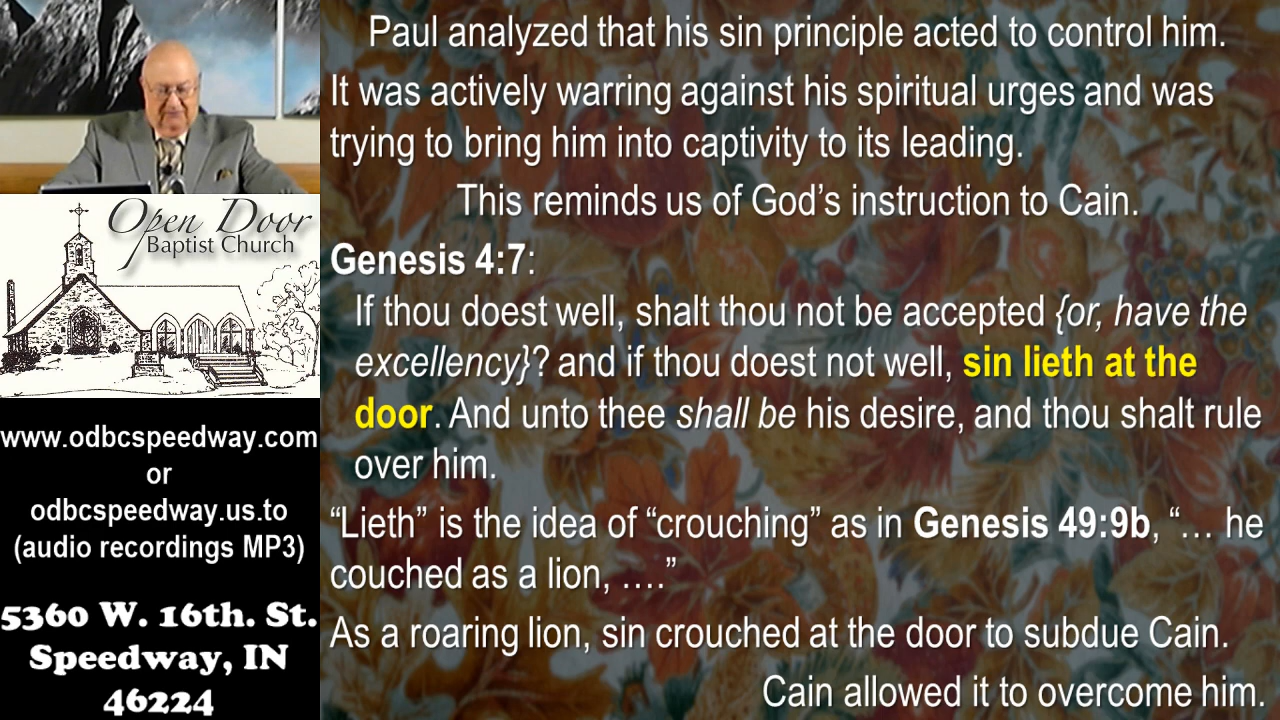 Paul analyzed that his sin principle acted to control him.
It was actively warring against his spiritual urges and was
trying to bring him into captivity to its leading.
This reminds us of God’s instruction to Cain.
Genesis 4:7:
If thou doest well, shalt thou not be accepted {or, have the
excellency}? and if thou doest not well, sin lieth at the
door. And unto thee shall be his desire, and thou shalt rule
over him.
“Lieth” is the idea of “crouching” as in Genesis 49:9b, “… he
couched as a lion, ….”
As a roaring lion, sin crouched at the door to subdue Cain.
Cain allowed it to overcome him.
Open Door
Baptist Church
www.odbcspeedway.com
or
odbcspeedway.us.to
(audio recordings MP3)
5360 W. 16th. St.
Speedway, IN
46224